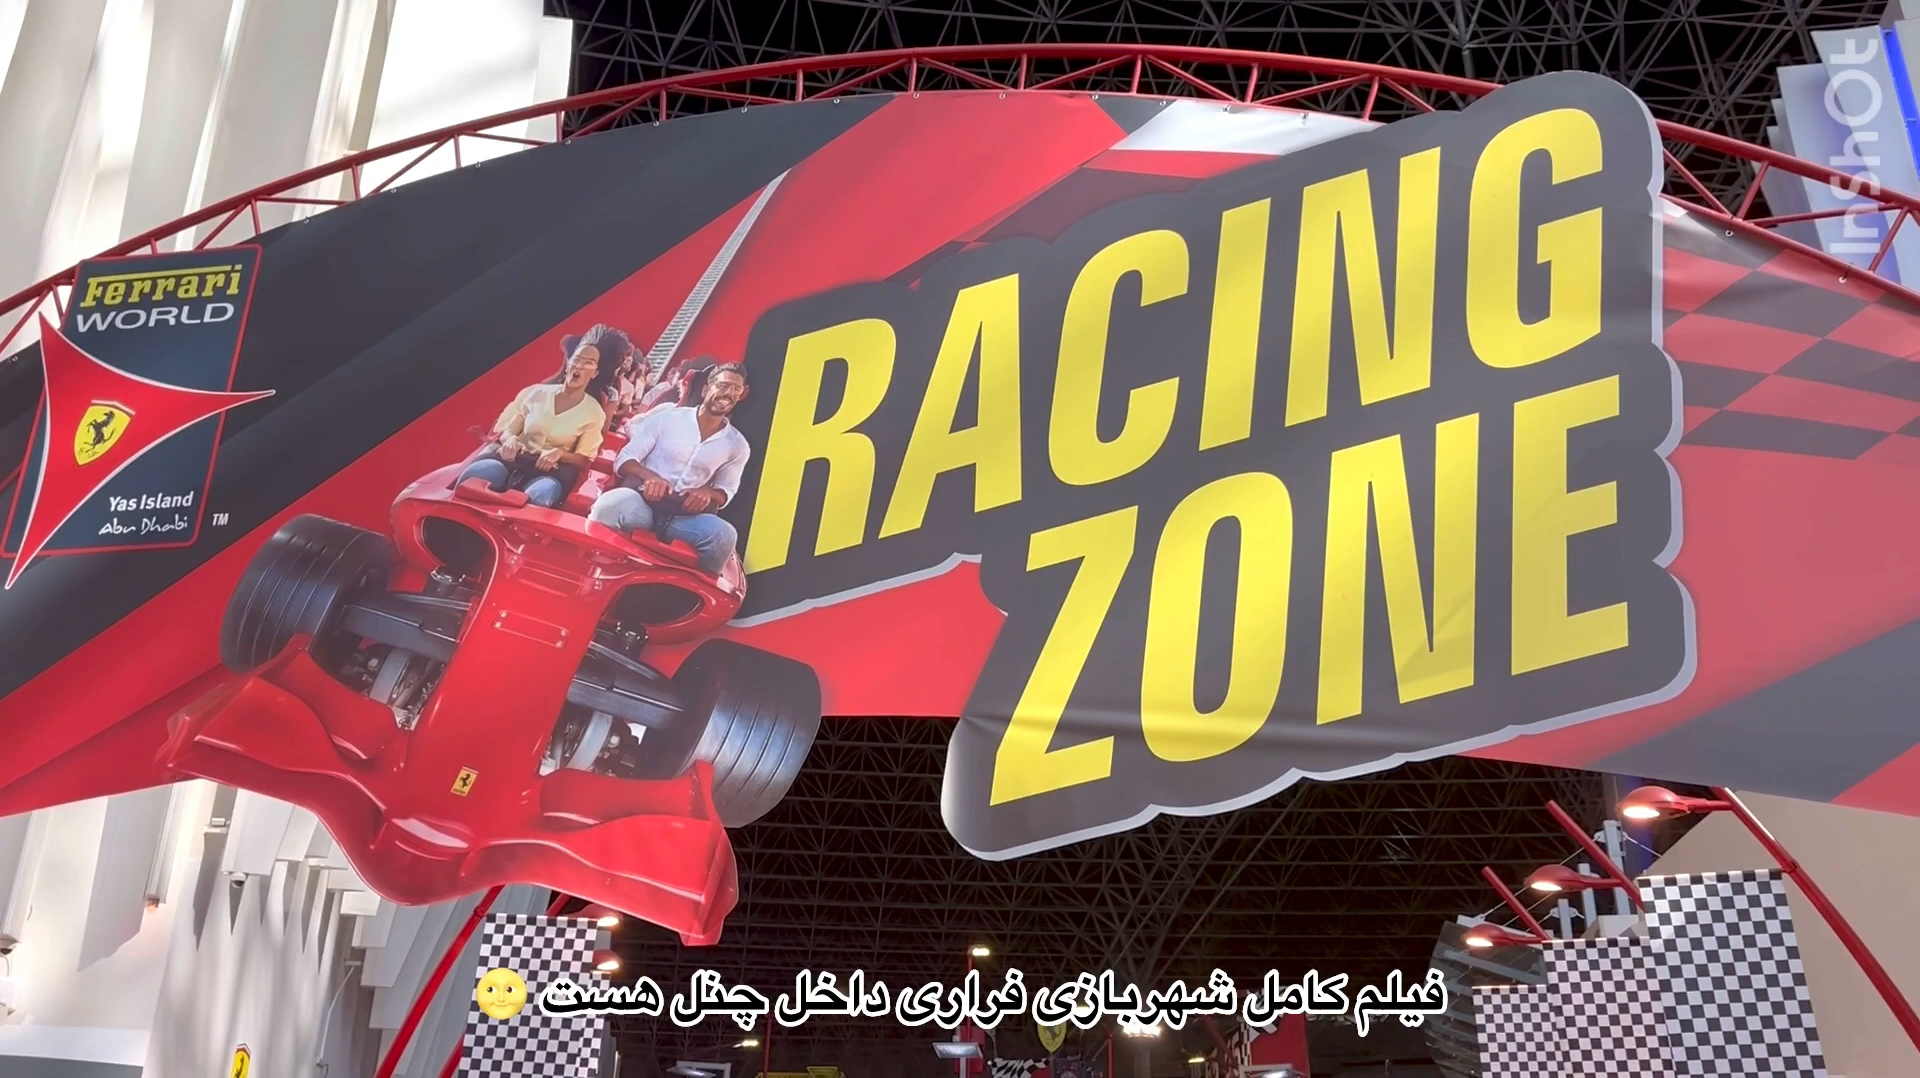 InShOt
Ferrari
WORLD
Yas Island
Abu Dhabi
TM
RACING
ZONE
فیلم کامل شهربازی فراری داخل چنل هست 🌝